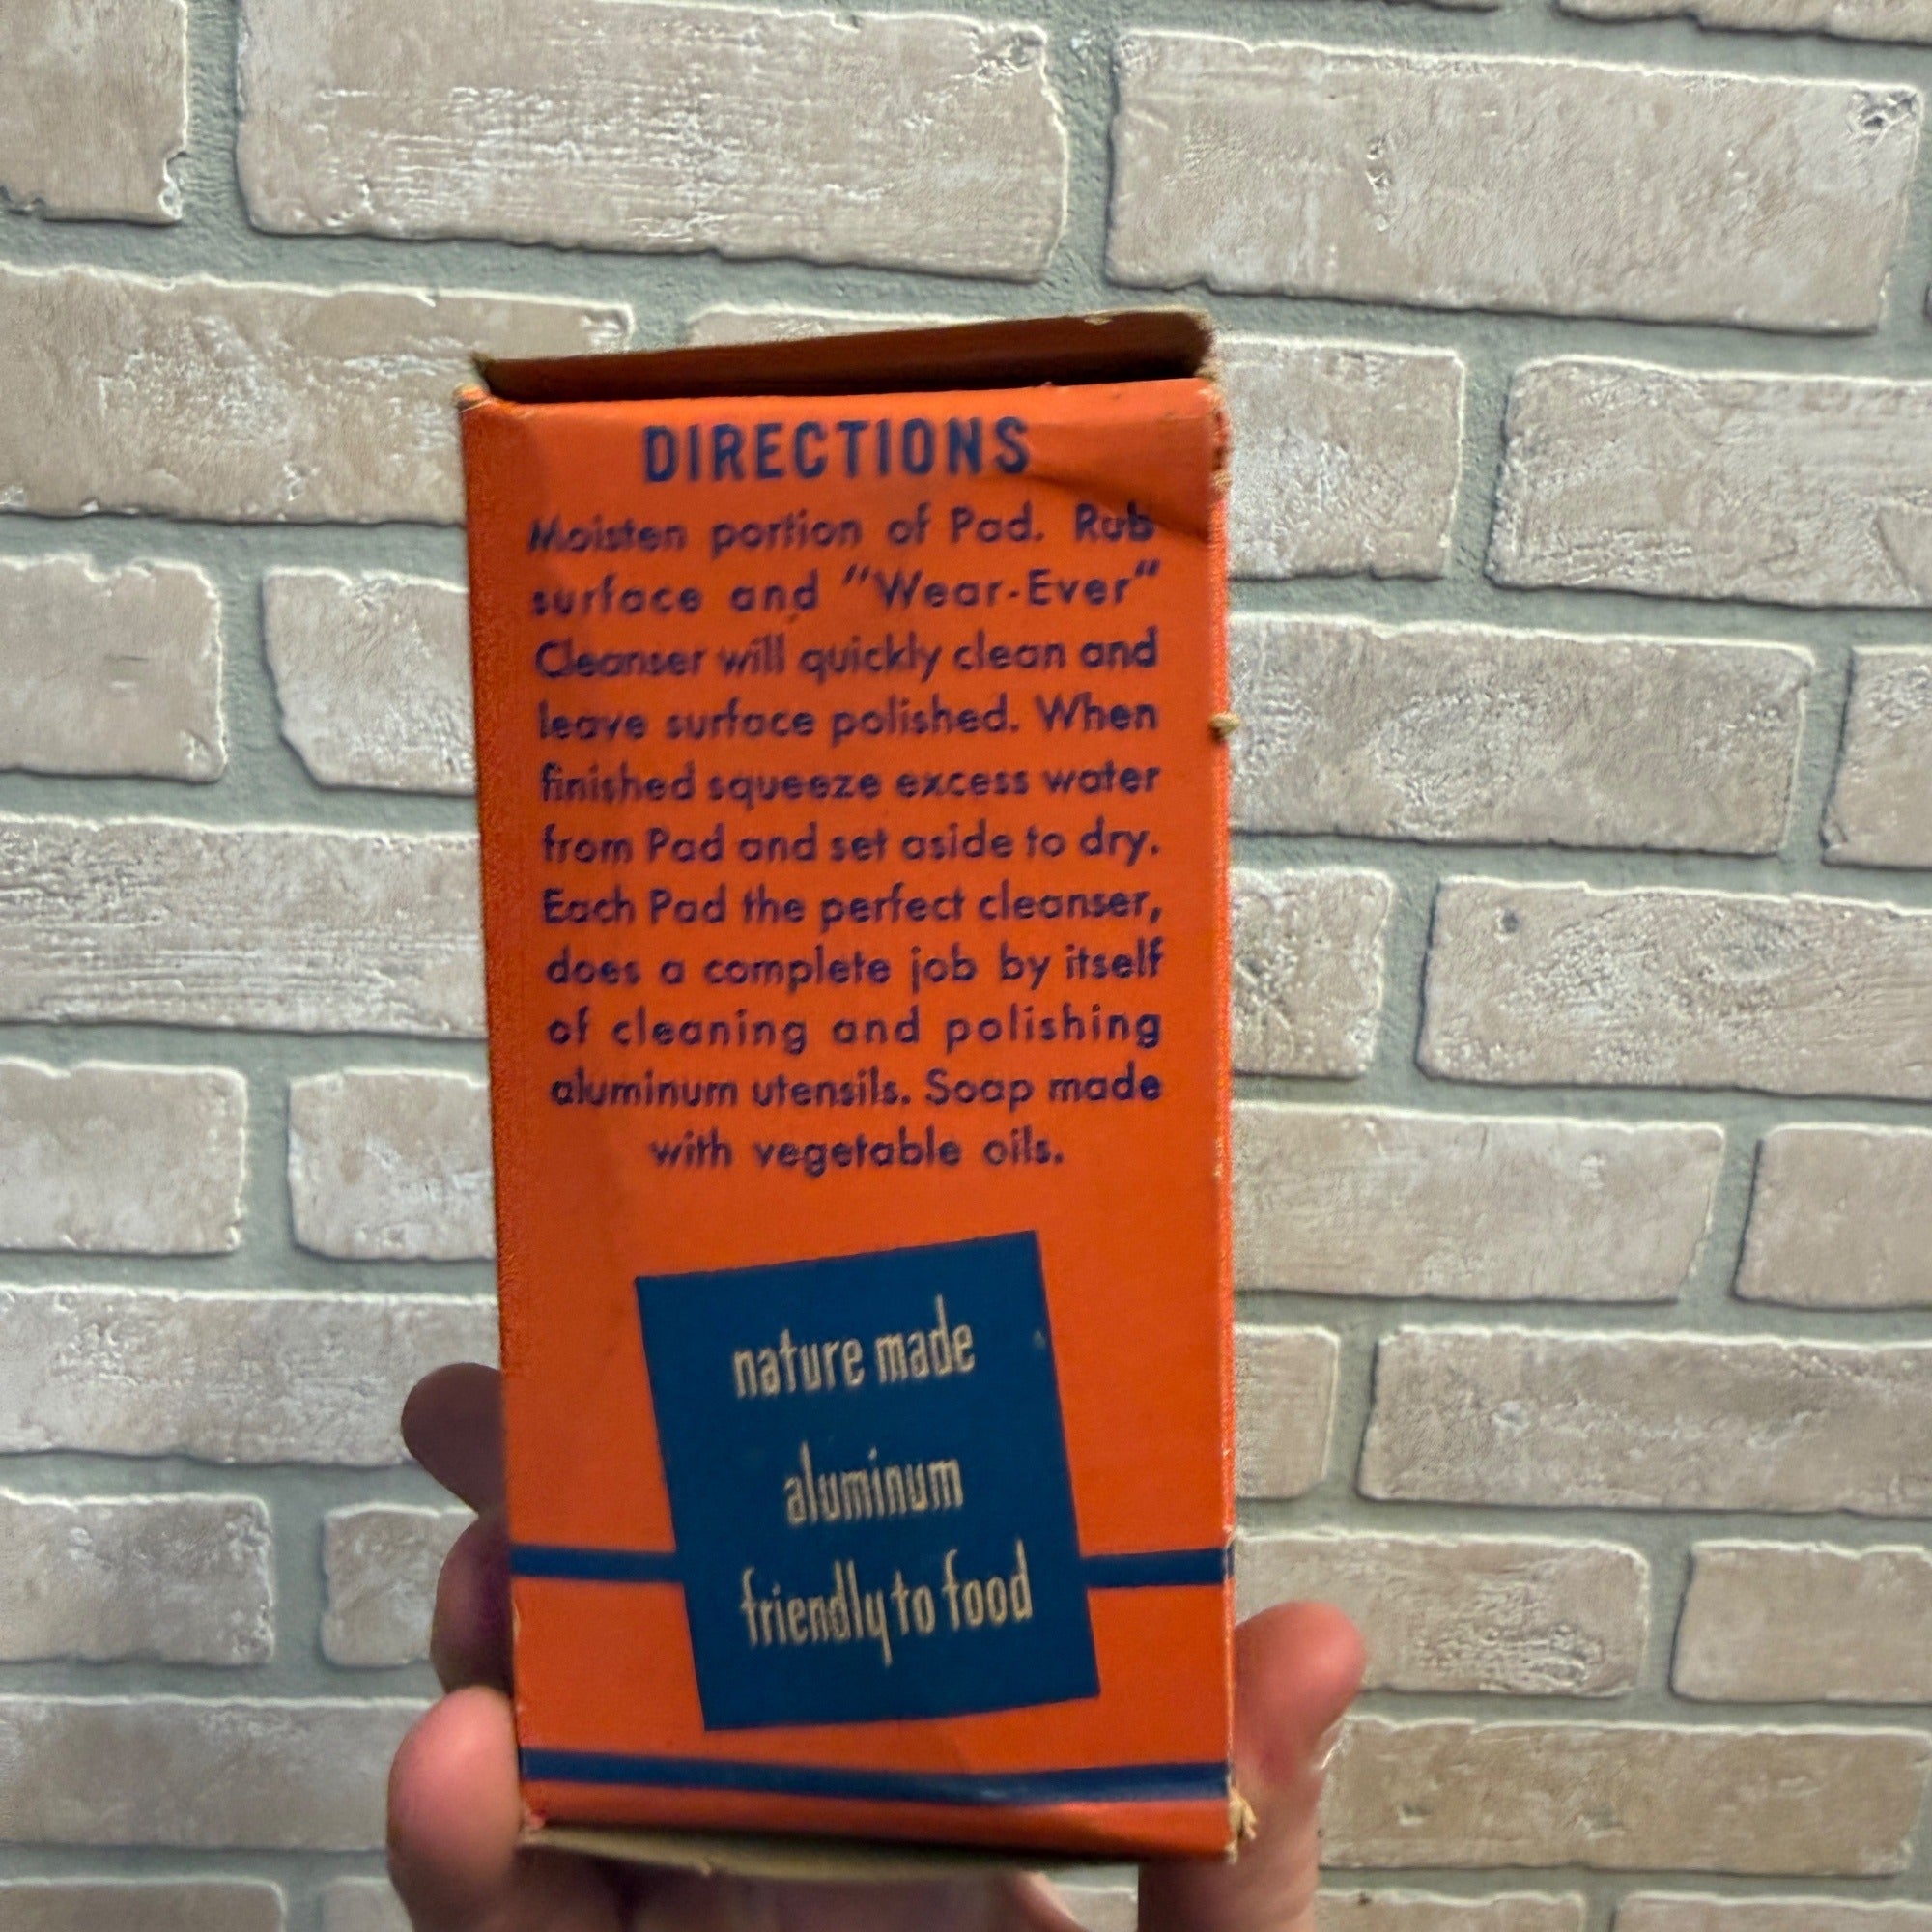 DIRECTIONS
Moisten portion of Pad. Rub
surface and "Wear-Ever"
Cleanser will quickly clean and
leave surface polished. When
finished squeeze excess water
from Pad and set aside to dry.
Each Pad the perfect cleanser,
does a complete job by itself
of cleaning and polishing
aluminum utensils. Soap made
with vegetable oils.
nature made
aluminum
friendly to food